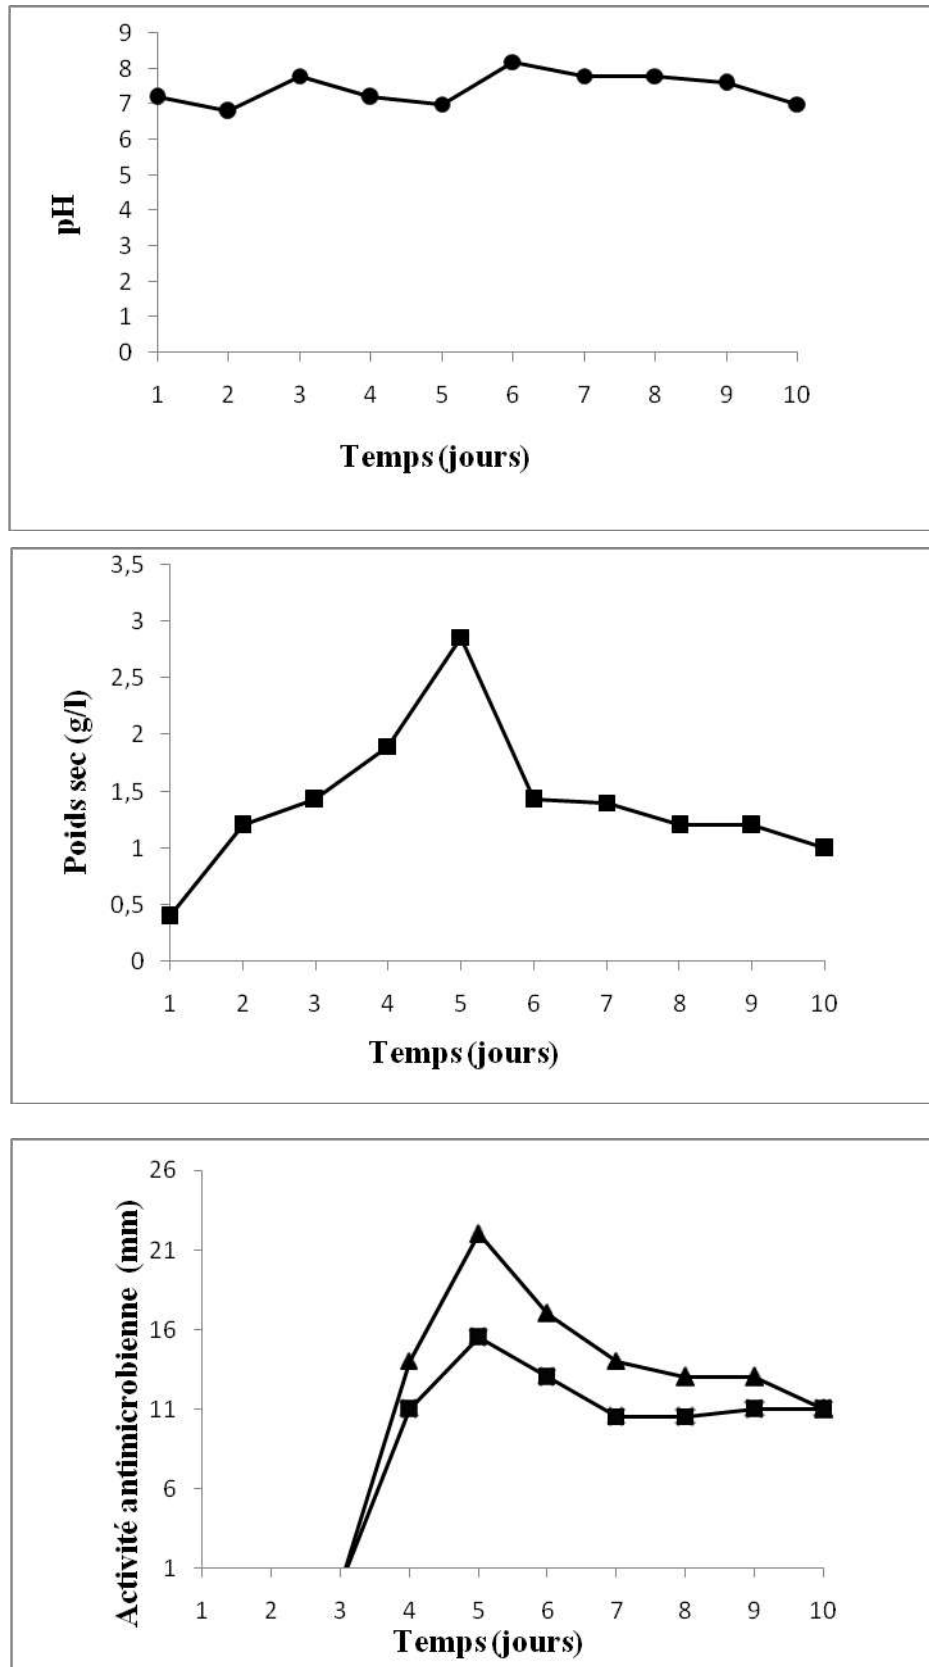 9
8
7
6
5
4
3
2
1
0
pH
1 2 3 4 5 6 7 8 9 10
Temps (jours)
3,5
3
2,5
2
1,5
1
0,5
0
Poids sec (g/l)
1 2 3 4 5 6 7 8 9 10
Temps (jours)
26
21
16
11
6
1
Activité antimicrobienne (mm)
1 2 3 4 5 6 7 8 9 10
Temps (jours)